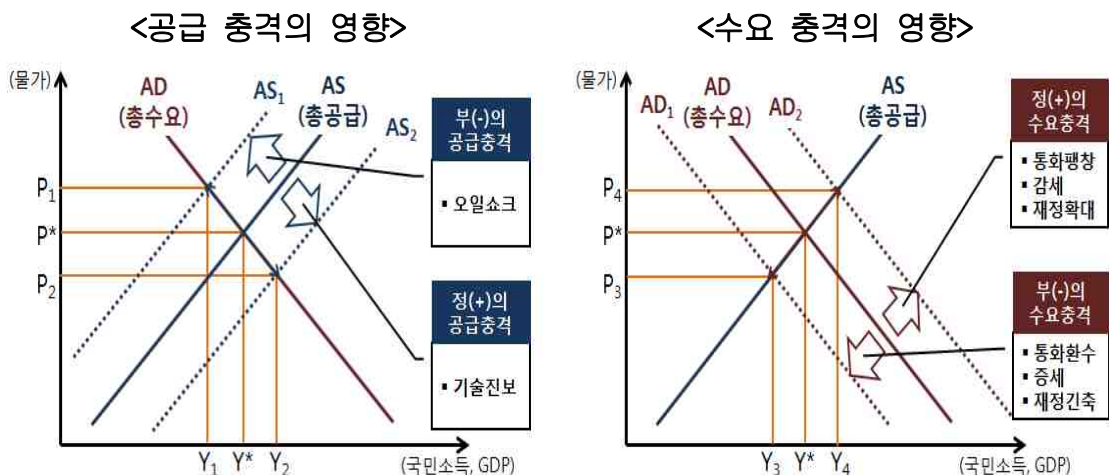 <공급 충격의 영향>
(물가)
AD
(총수요)
AS₁
AS
(총공급)
AS₂
P₁
P*
P₂
Y₁
Y*
Y₂
(국민소득, GDP)
부(-)의
공급충격
▪ 오일쇼크
정(+)의
공급충격
▪ 기술진보
<수요 충격의 영향>
(물가)
AD₁
AD
(총수요)
AD₂
AS
(총공급)
P₄
P*
P₃
Y₃
Y*
Y₄
(국민소득, GDP)
정(+)의
수요충격
▪ 통화팽창
▪ 감세
▪ 재정확대
부(-)의
수요충격
▪ 통화환수
▪ 증세
▪ 재정긴축